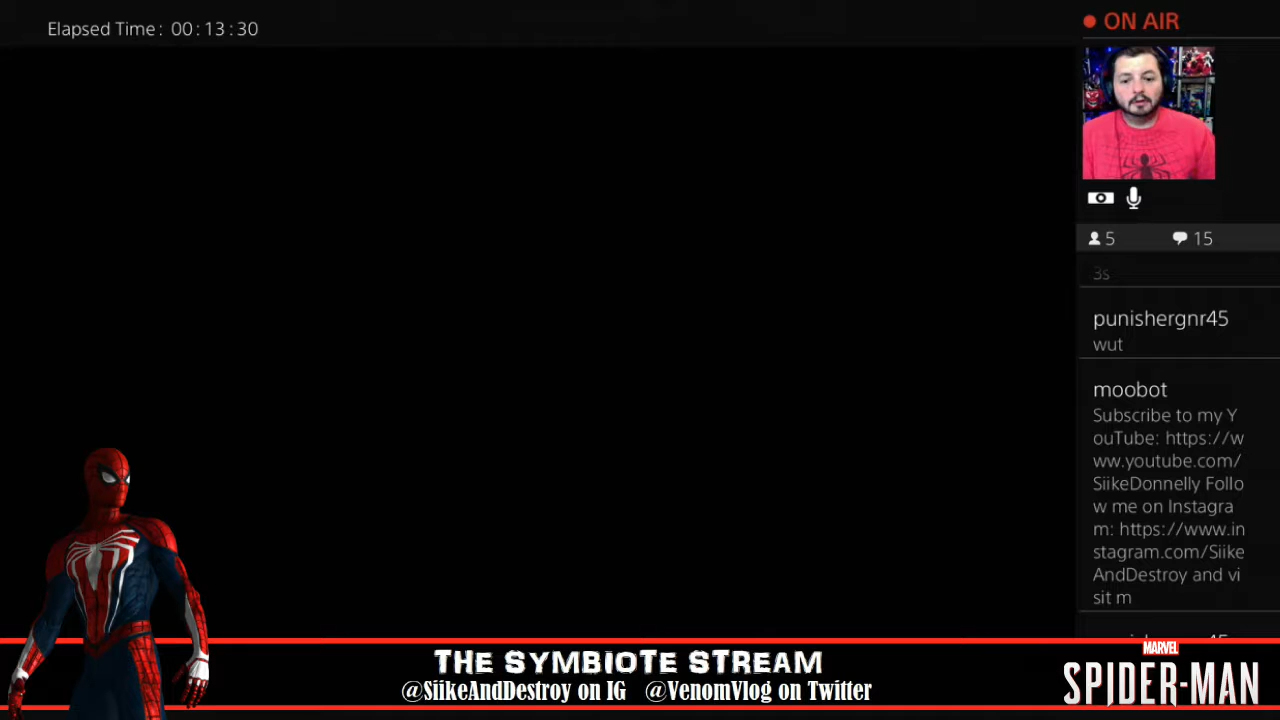 Elapsed Time: 00:13:30
ON AIR
5 15
3s
punishergnr45
wut
moobot
Subscribe to my Y
ouTube: https://w
ww.youtube.com/
SiikeDonnelly Follo
w me on Instagra
m: https://www.in
stagram.com/Siike
AndDestroy and vi
sit m
THE SYMBIOTE STREAM
@SiikeAndDestroy on IG @VenomVlog on Twitter
MARVEL
SPIDER-MAN